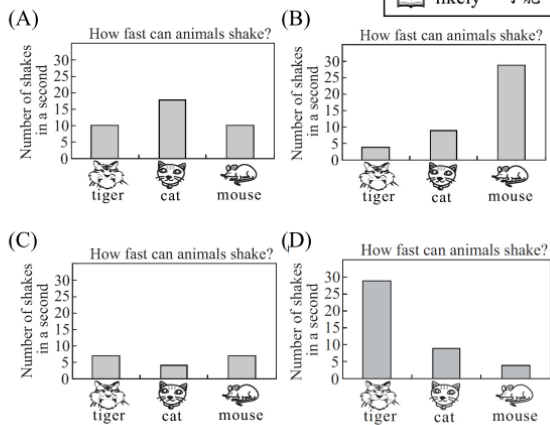 likely 可能
(A)
How fast can animals shake?
Number of shakes
in a second
30
25
20
15
10
5
0
tiger cat mouse
(B)
How fast can animals shake?
Number of shakes
in a second
30
25
20
15
10
5
0
tiger cat mouse
(C)
How fast can animals shake?
Number of shakes
in a second
30
25
20
15
10
5
0
tiger cat mouse
(D)
How fast can animals shake?
Number of shakes
in a second
30
25
20
15
10
5
0
tiger cat mouse